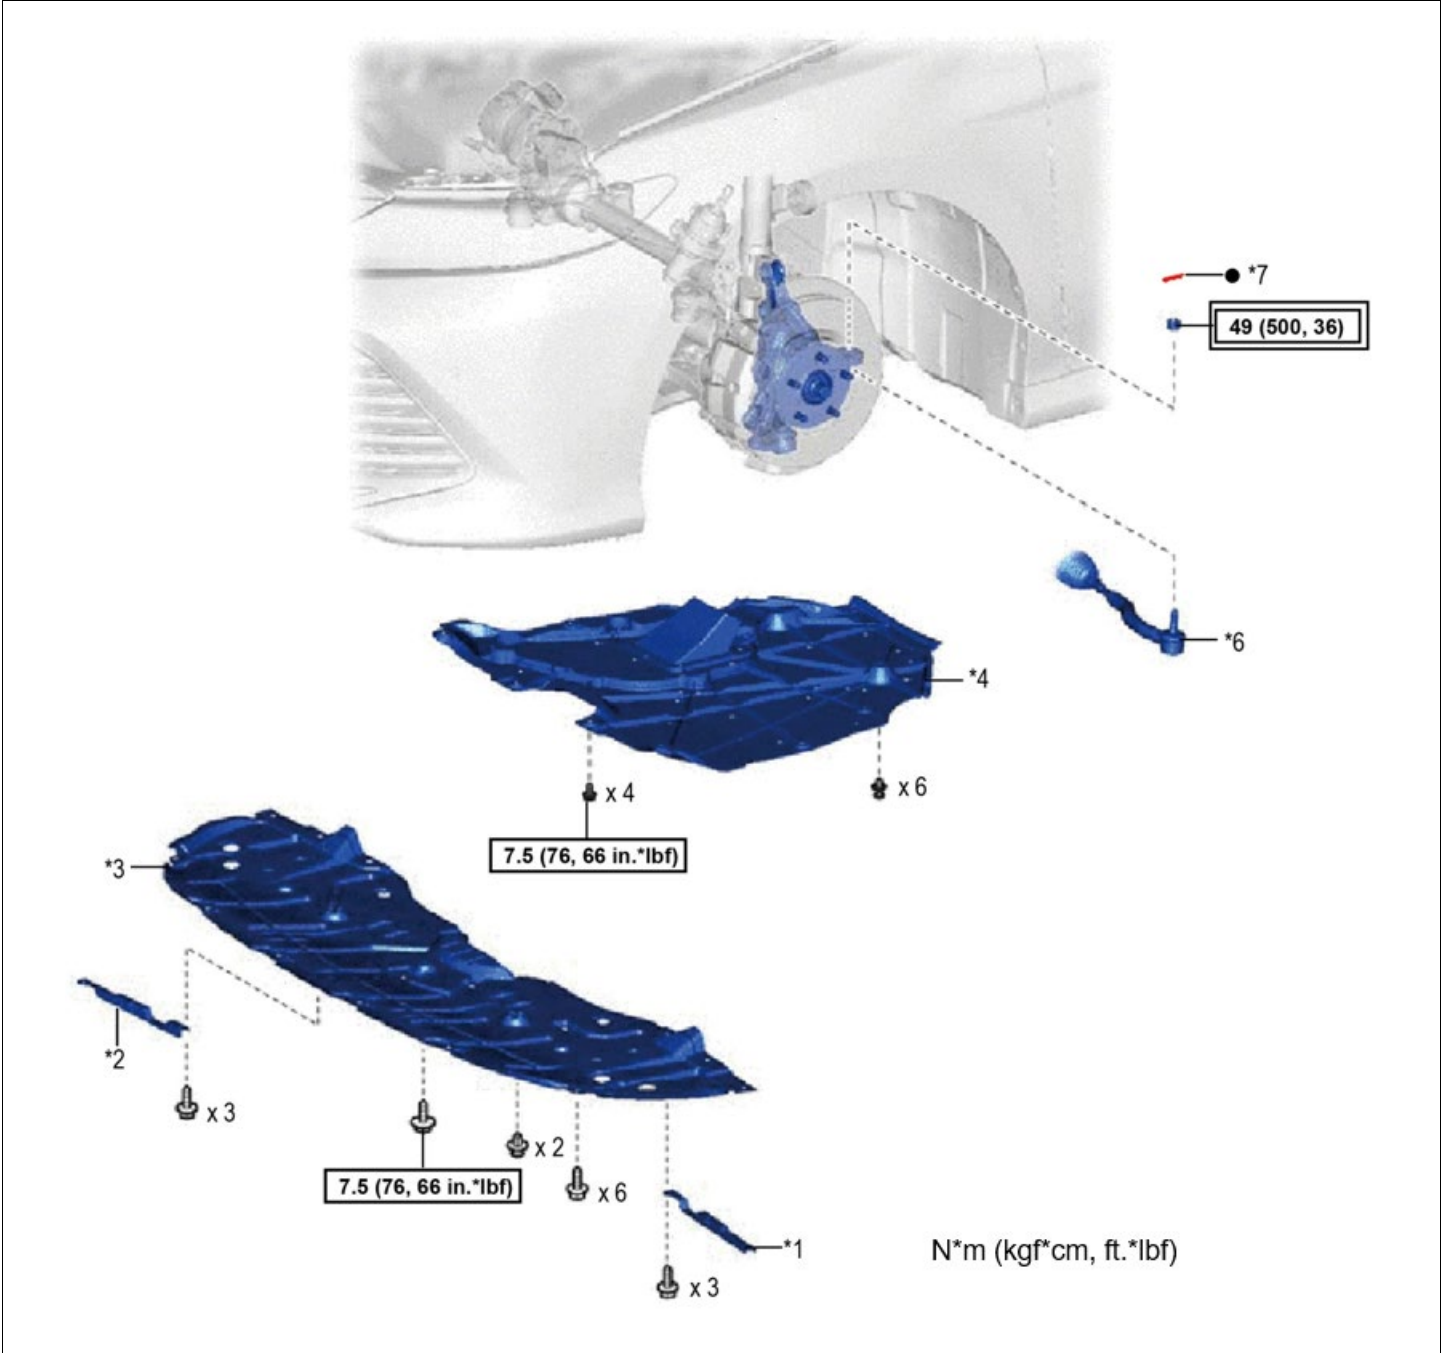 *7
49 (500, 36)
*6
*4
x 4
x 6
7.5 (76, 66 in.*lbf)
*3
*2
x 3
x 2
7.5 (76, 66 in.*lbf)
x 6
*1
N*m (kgf*cm, ft.*lbf)
x 3